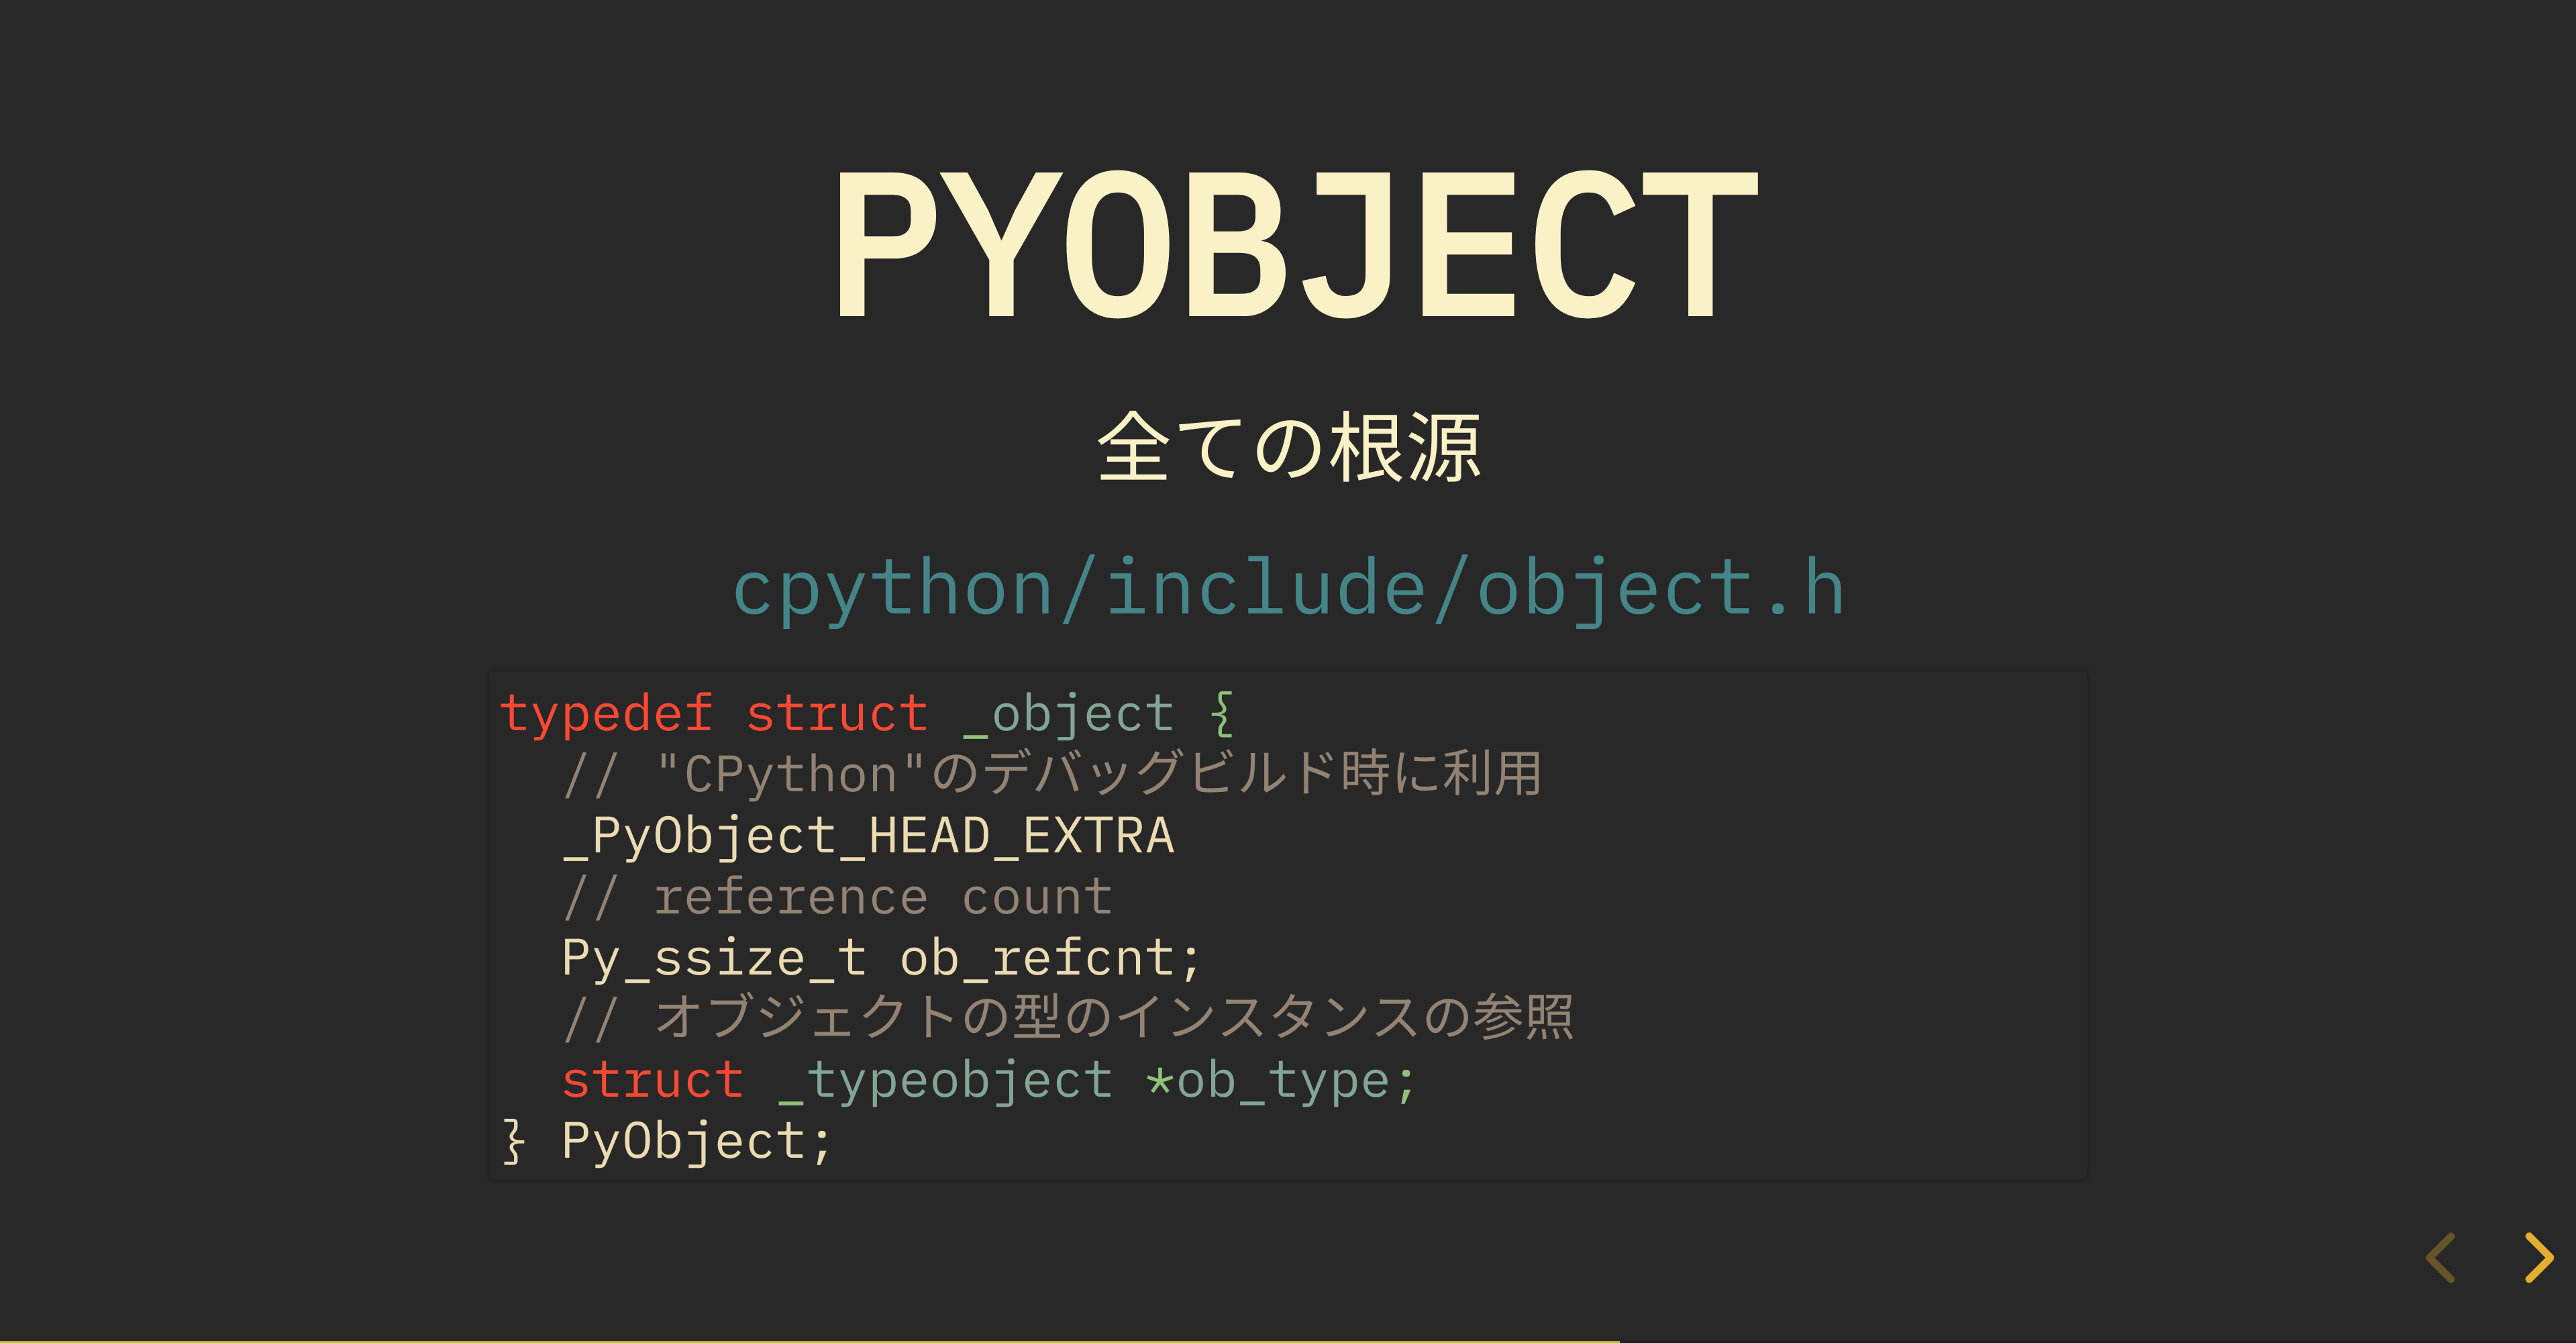 PYOBJECT
全ての根源
cpython/include/object.h
typedef struct _object {
  // "CPython"のデバッグビルド時に利用
  _PyObject_HEAD_EXTRA
  // reference count
  Py_ssize_t ob_refcnt;
  // オブジェクトの型のインスタンスの参照
  struct _typeobject *ob_type;
} PyObject;